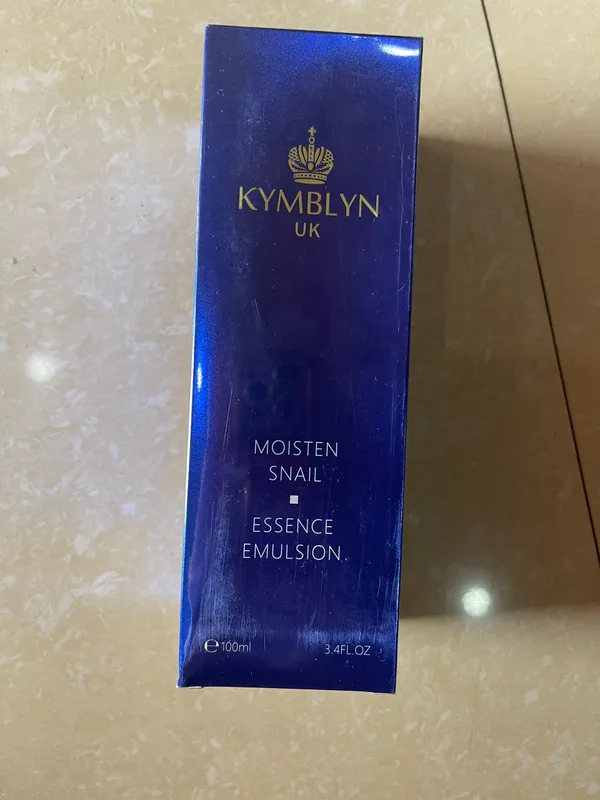 KYMBLYN
UK
MOISTEN
SNAIL
ESSENCE
EMULSION
℮100ml 3.4FL.OZ